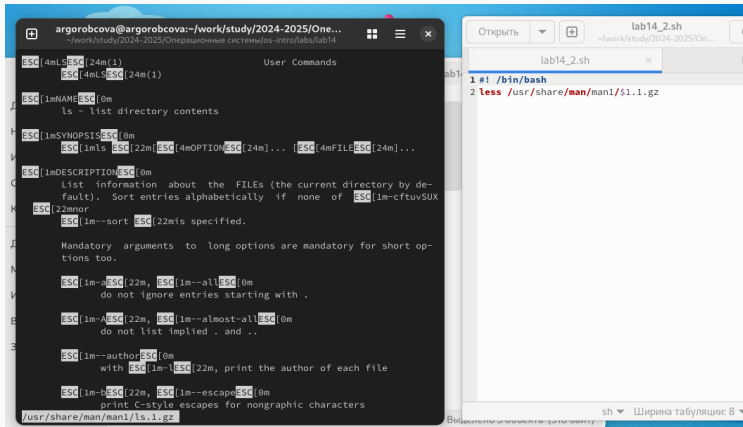 argorobcova@argorobcova:~/work/study/2024-2025/Оne...
~/work/study/2024-2025/Операционные системы/os-intro/labs/lab14
ESC[4mLSESC[24m(1) User Commands
ESC[4mLSESC[24m(1)
ESC[1mNAMEESC[0m
ls - list directory contents
ESC[1mSYNOPSISESC[0m
ESC[1mls ESC[22m[ESC[4mOPTIONESC[24m]... [ESC[4mFILEESC[24m]...
ESC[1mDESCRIPTIONESC[0m
List information about the FILEs (the current directory by de-
fault). Sort entries alphabetically if none of ESC[1m-cftuvSUX
ESC[22mnor
ESC[1m--sort ESC[22mis specified.
Mandatory arguments to long options are mandatory for short op-
tions too.
ESC[1m-aESC[22m, ESC[1m--allESC[0m
do not ignore entries starting with .
ESC[1m-AESC[22m, ESC[1m--almost-allESC[0m
do not list implied . and ..
ESC[1m--authorESC[0m
with ESC[1m-lESC[22m, print the author of each file
ESC[1m-bESC[22m, ESC[1m--escapeESC[0m
print C-style escapes for nongraphic characters
/usr/share/man/man1/ls.1.gz
Открыть
lab14_2.sh
~/work/study/2024-2025/Оп...
lab14_2.sh
1 #! /bin/bash
2 less /usr/share/man/man1/$1.1.gz
sh Ширина табуляции: 8